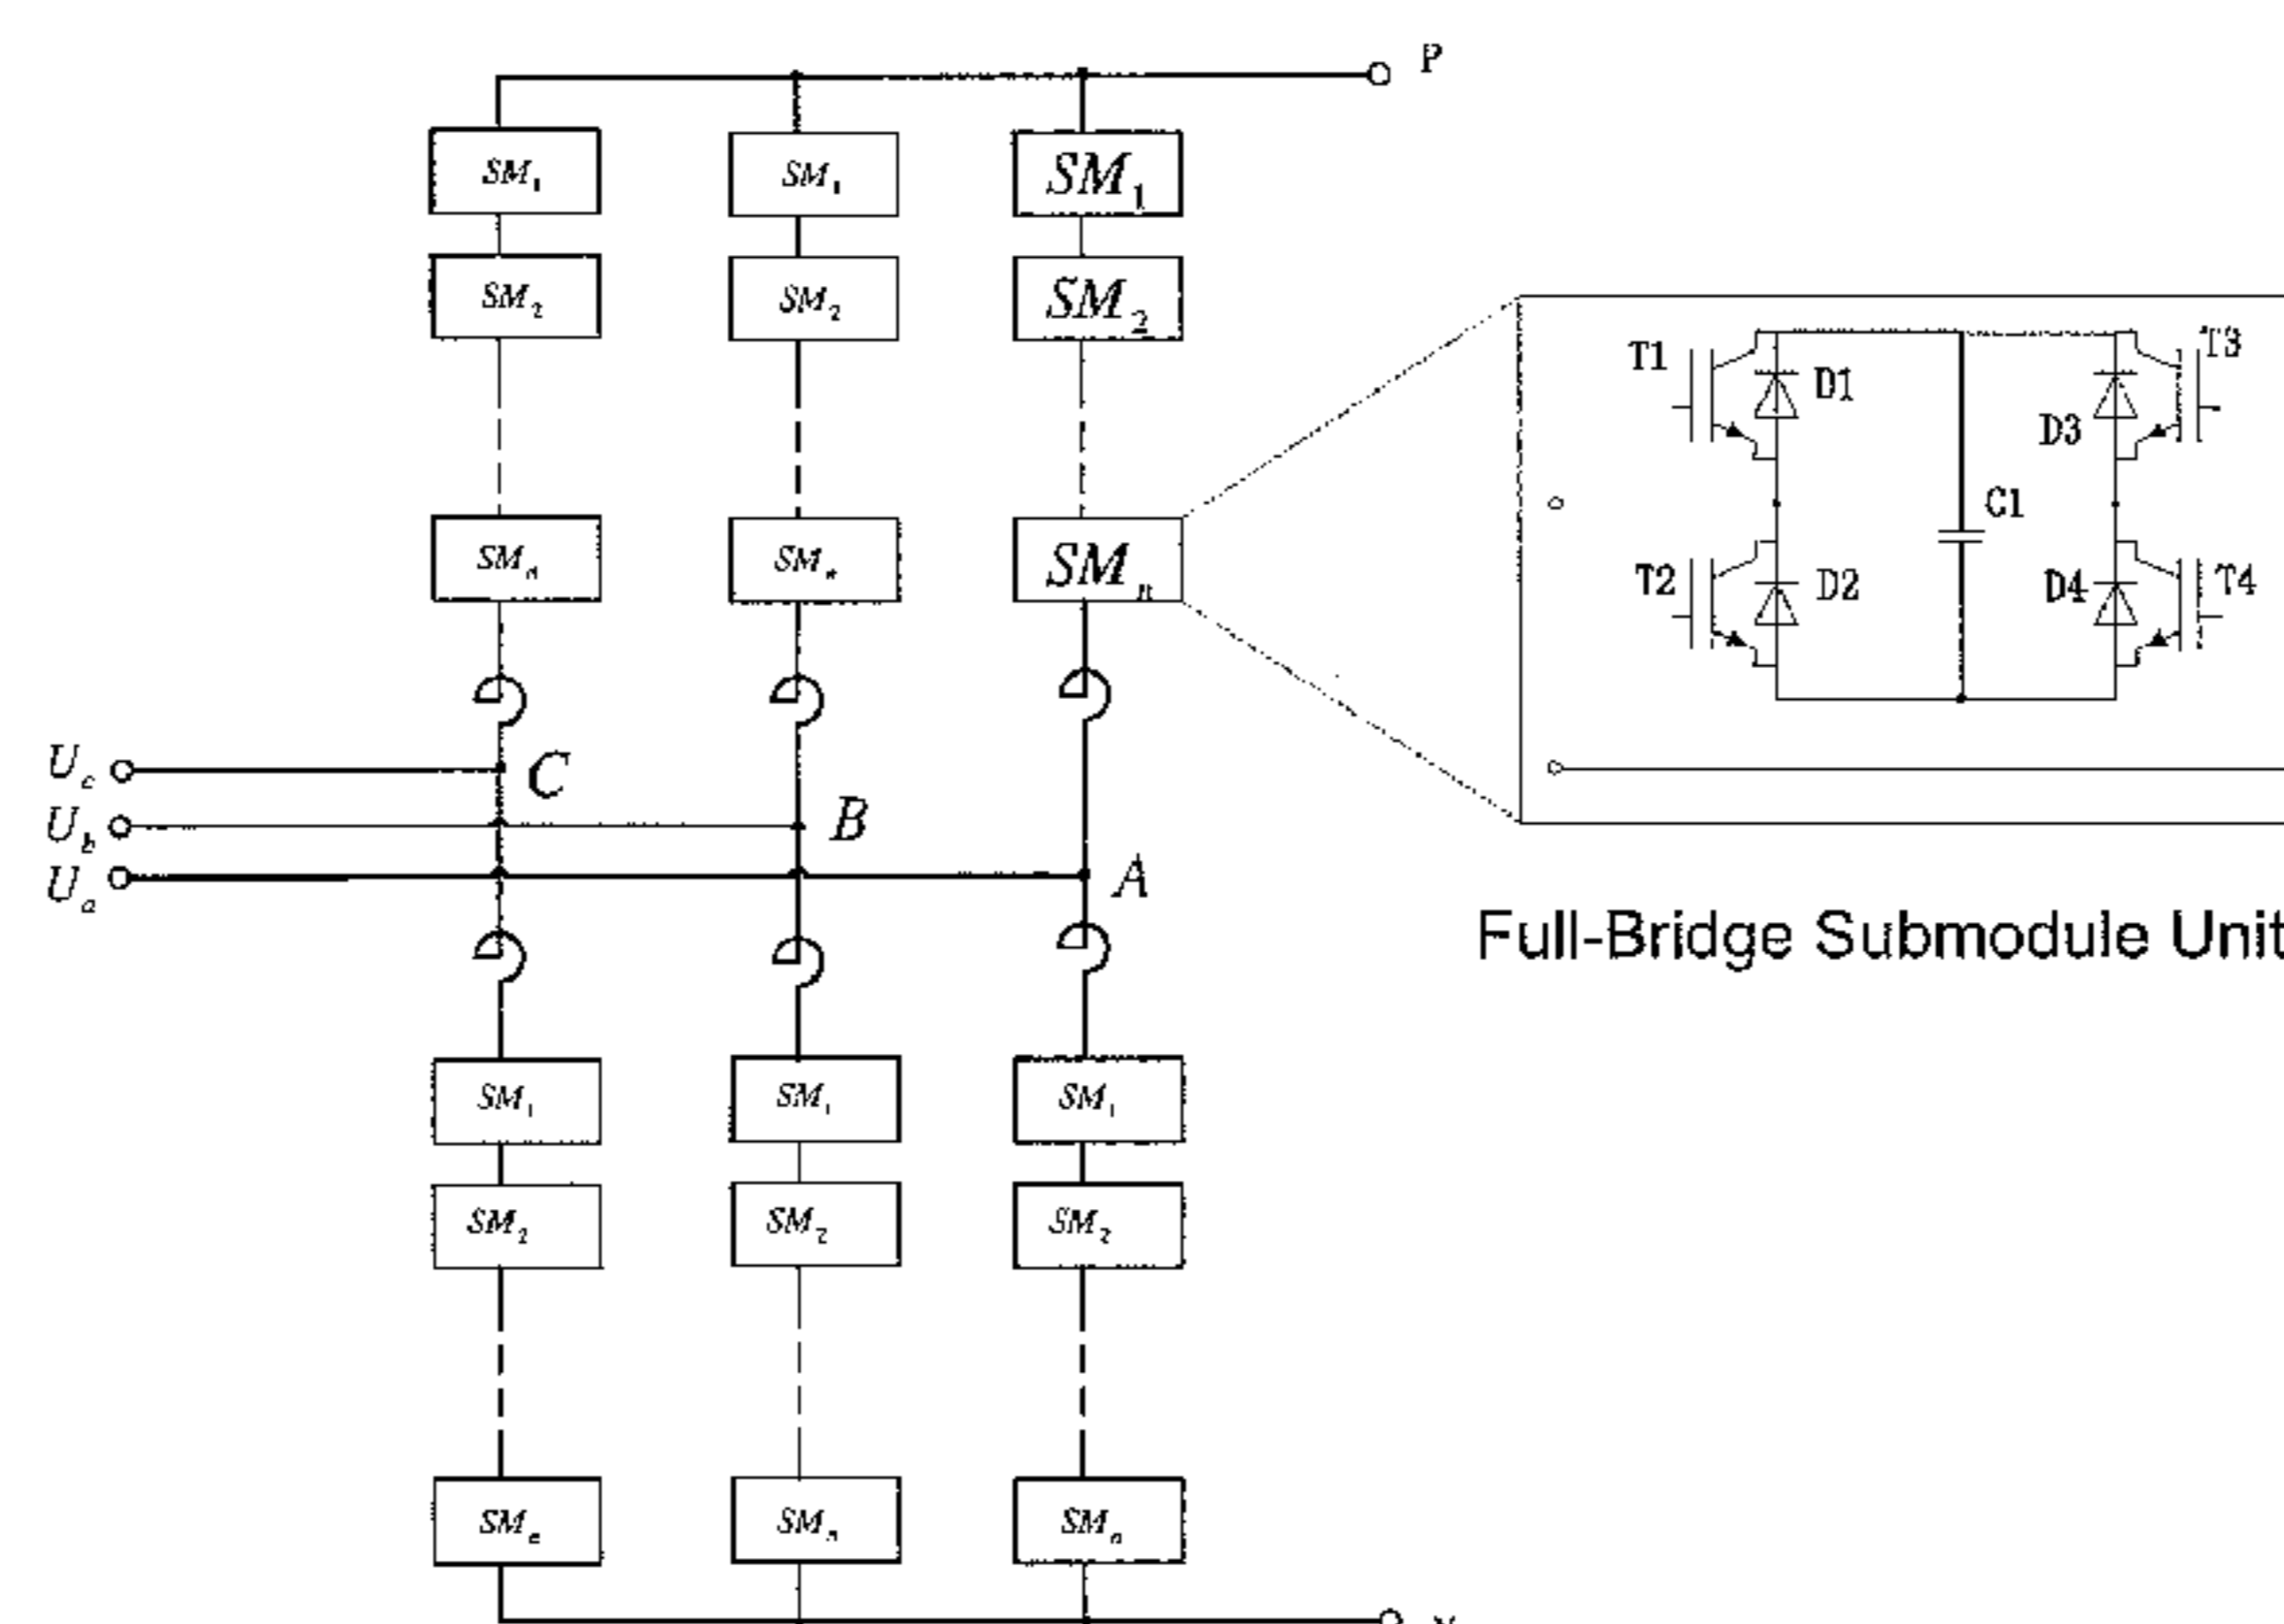 P
SM1 SM1 SM1
SM2 SM2 SM2
T1 D1 D3 T3
C1
SMn SMn SMn
T2 D2 D4 T4
Uc C
Ub B
Ua A
Full-Bridge Submodule Unit
SM1 SM1 SM1
SM2 SM2 SM2
SMn SMn SMn